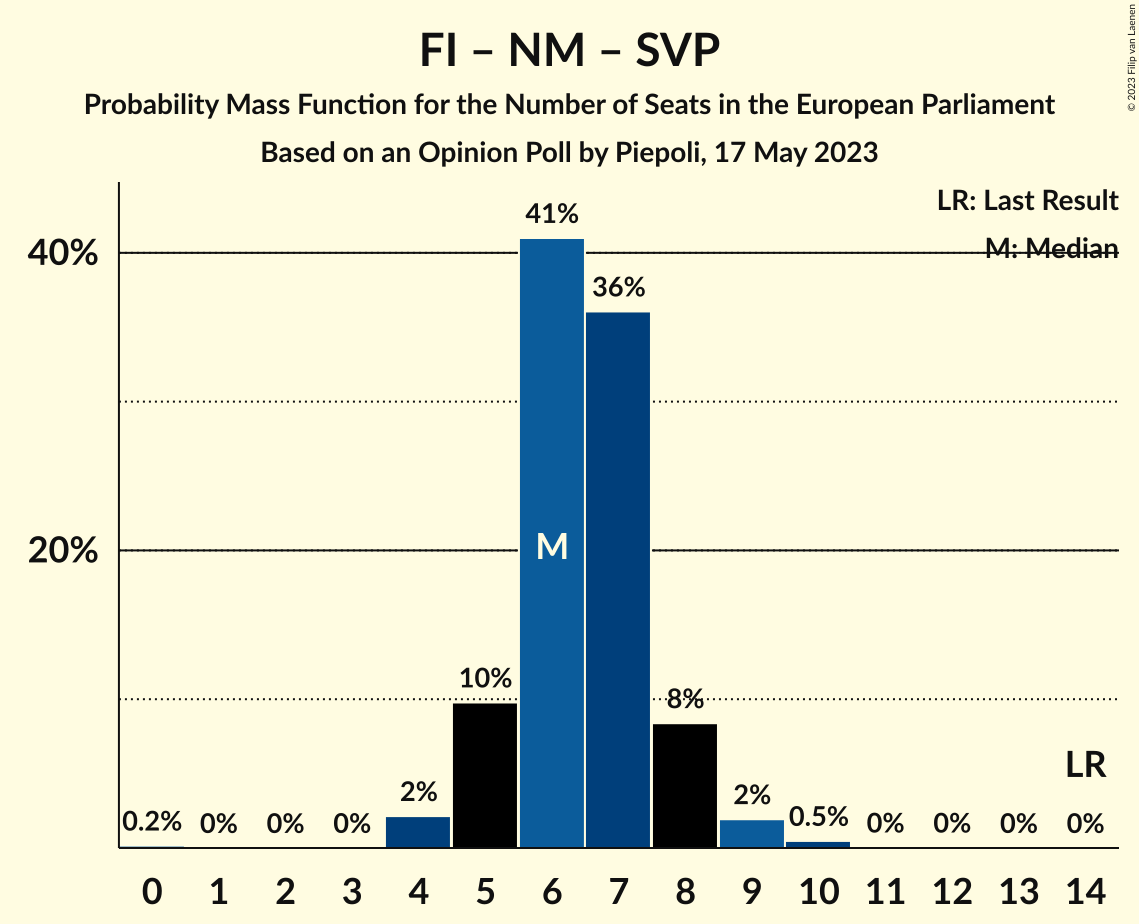 FI – NM – SVP
Probability Mass Function for the Number of Seats in the European Parliament
Based on an Opinion Poll by Piepoli, 17 May 2023
© 2023 Filip van Laenen
LR: Last Result
M: Median
41%
40%
36%
M
20%
10%
8%
LR
2%
2%
0.2%
0%
0%
0%
0.5%
0%
0%
0%
0%
0 1 2 3 4 5 6 7 8 9 10 11 12 13 14